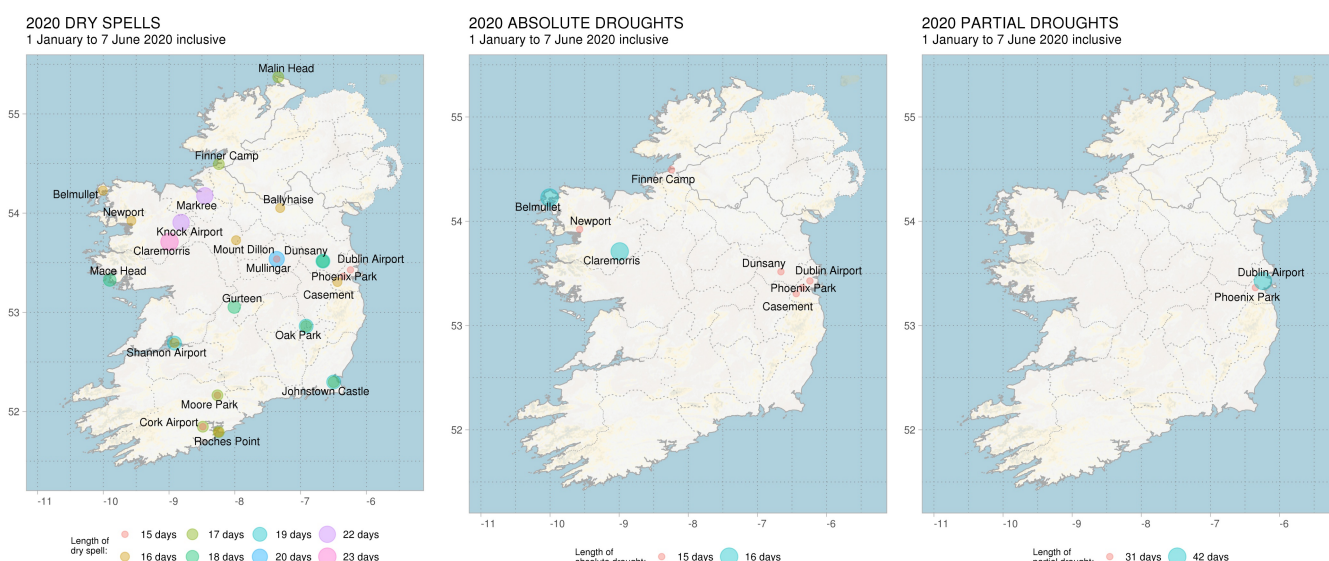 2020 DRY SPELLS
1 January to 7 June 2020 inclusive
Malin Head
55
Finner Camp
Belmullet
Markree
Ballyhaise
54
Newport
Knock Airport
Claremorris
Mount Dillon
Dunsany
Mullingar
Dublin Airport
Mace Head
Phoenix Park
Casement
Gurteen
53
Oak Park
Shannon Airport
Johnstown Castle
Moore Park
52
Cork Airport
Roches Point
-11 -10 -9 -8 -7 -6
Length of
dry spell:
15 days 17 days 19 days 22 days
16 days 18 days 20 days 23 days
2020 ABSOLUTE DROUGHTS
1 January to 7 June 2020 inclusive
55
Finner Camp
Belmullet
54
Newport
Claremorris
Dunsany
Dublin Airport
Phoenix Park
Casement
53
52
-11 -10 -9 -8 -7 -6
Length of
absolute drought:
15 days 16 days
2020 PARTIAL DROUGHTS
1 January to 7 June 2020 inclusive
55
54
Dublin Airport
Phoenix Park
53
52
-11 -10 -9 -8 -7 -6
Length of
partial drought:
31 days 42 days